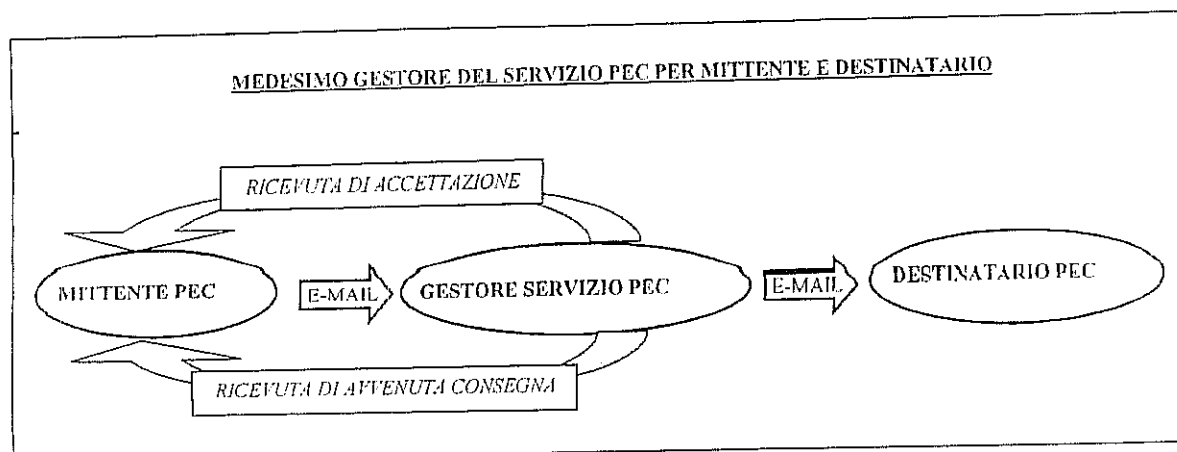 MEDESIMO GESTORE DEL SERVIZIO PEC PER MITTENTE E DESTINATARIO
RICEVUTA DI ACCETTAZIONE
MITTENTE PEC
E-MAIL
GESTORE SERVIZIO PEC
E-MAIL
DESTINATARIO PEC
RICEVUTA DI AVVENUTA CONSEGNA